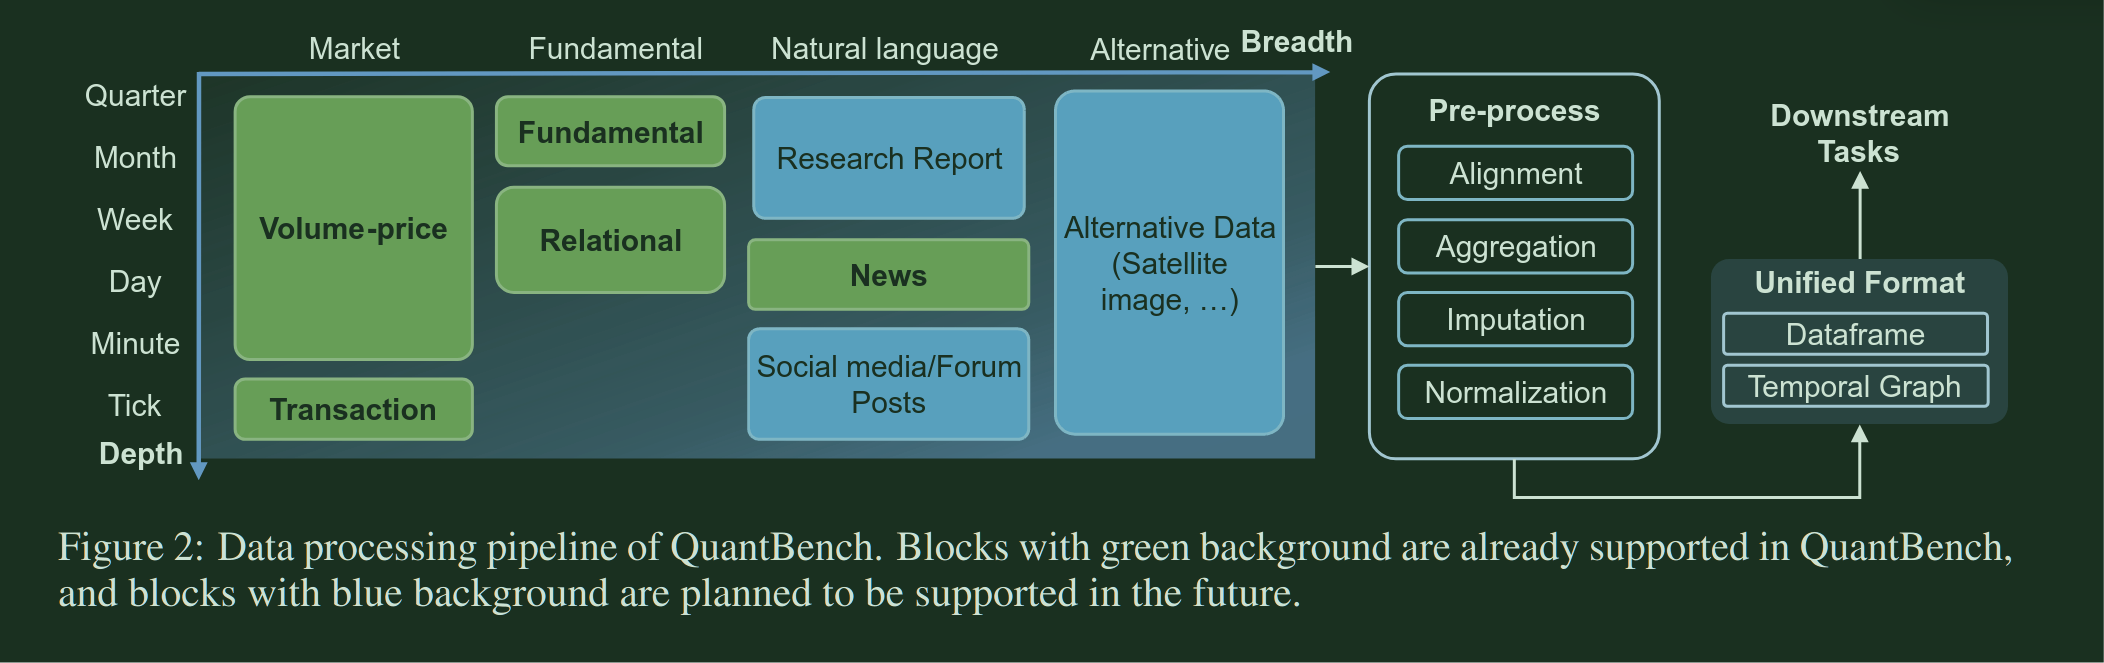 Market Fundamental Natural language Alternative Breadth
Quarter
Month
Week
Day
Minute
Tick
Depth
Volume-price
Transaction
Fundamental
Relational
Research Report
News
Social media/Forum
Posts
Alternative Data
(Satellite
image, …)
Pre-process
Alignment
Aggregation
Imputation
Normalization
Downstream
Tasks
Unified Format
Dataframe
Temporal Graph
Figure 2: Data processing pipeline of QuantBench. Blocks with green background are already supported in QuantBench,
and blocks with blue background are planned to be supported in the future.